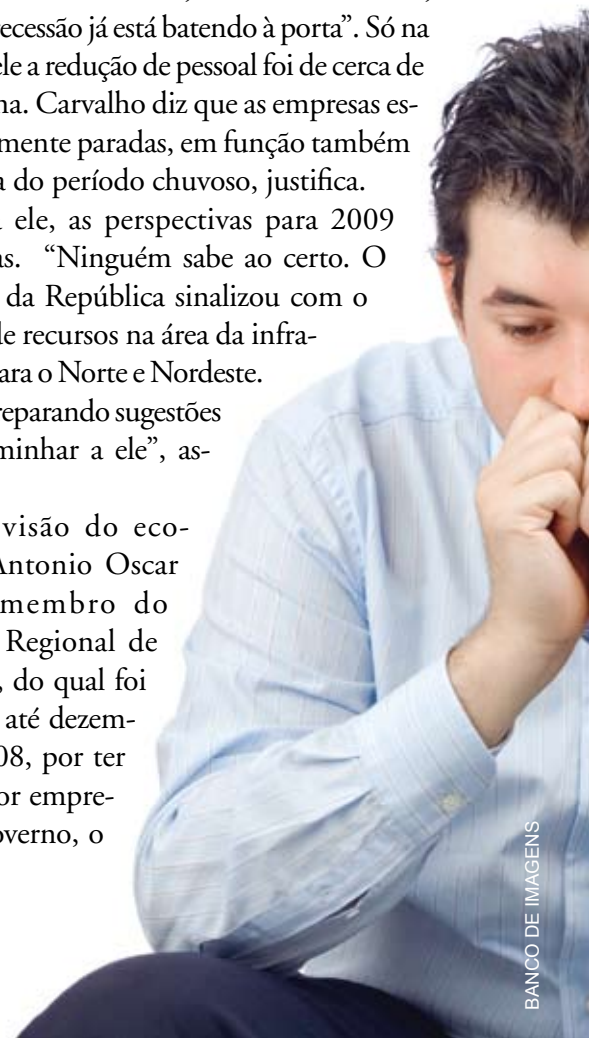 recessão já está batendo à porta”. Só na
ele a redução de pessoal foi de cerca de
na. Carvalho diz que as empresas es-
mente paradas, em função também
a do período chuvoso, justifica.
ele, as perspectivas para 2009
as. “Ninguém sabe ao certo. O
da República sinalizou com o
de recursos na área da infra-
para o Norte e Nordeste.
reparando sugestões
minhar a ele”, as-
visão do eco-
Antonio Oscar
membro do
Regional de
, do qual foi
até dezem-
08, por ter
or empre-
overno, o
BANCO DE IMAGENS